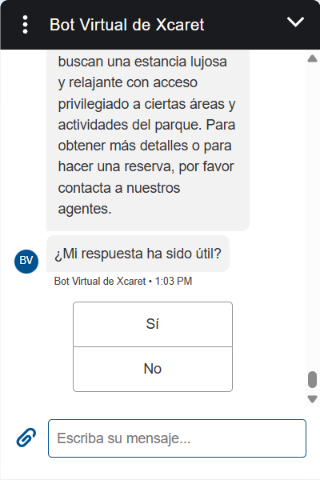 Bot Virtual de Xcaret
buscan una estancia lujosa
y relajante con acceso
privilegiado a ciertas áreas y
actividades del parque. Para
obtener más detalles o para
hacer una reserva, por favor
contacta a nuestros
agentes.
BV
¿Mi respuesta ha sido útil?
Bot Virtual de Xcaret • 1:03 PM
Sí
No
Escriba su mensaje...